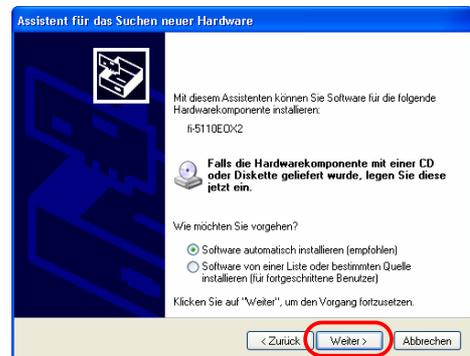 Assistent für das Suchen neuer Hardware
Mit diesem Assistenten können Sie Software für die folgende
Hardwarekomponente installieren:
fi-5110EOX2
Falls die Hardwarekomponente mit einer CD
oder Diskette geliefert wurde, legen Sie diese
jetzt ein.
Wie möchten Sie vorgehen?
Software automatisch installieren (empfohlen)
Software von einer Liste oder bestimmten Quelle
installieren (für fortgeschrittene Benutzer)
Klicken Sie auf "Weiter", um den Vorgang fortzusetzen.
< Zurück Weiter > Abbrechen